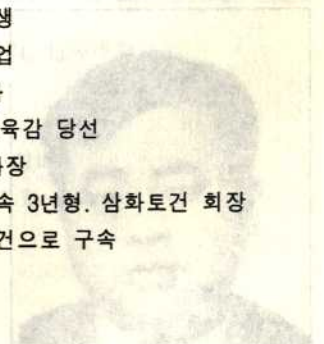 생
업
육감 당선
장
속 3년형. 삼화토건 회장
건으로 구속